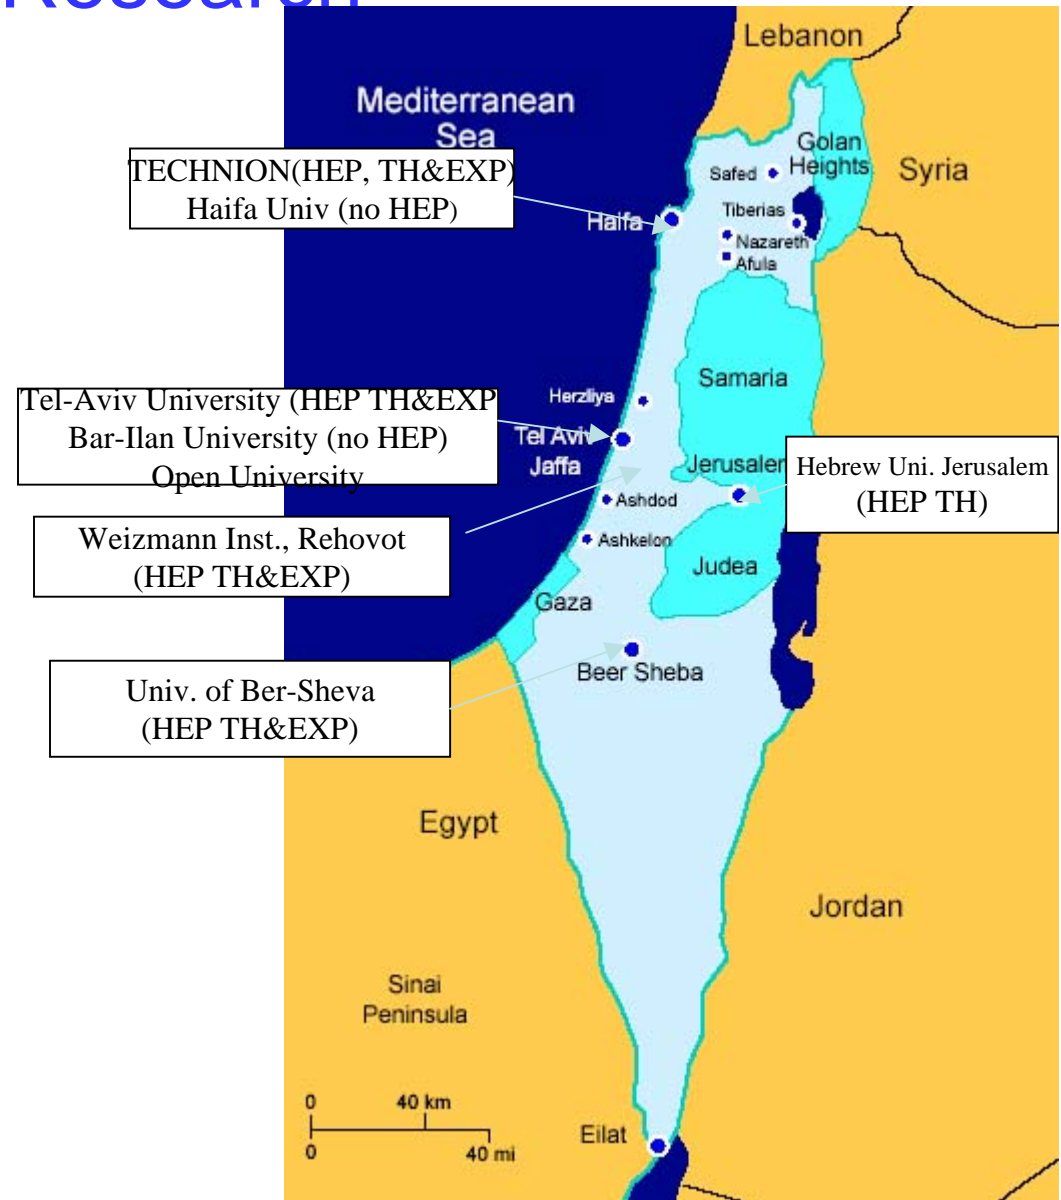 Research
Lebanon
Mediterranean
Sea
Golan
Heights
Syria
TECHNION(HEP, TH&EXP)
Haifa Univ (no HEP)
Safed
Tiberias
Haifa
Nazareth
Afula
Samaria
Herzliya
Tel-Aviv University (HEP TH&EXP
Bar-Ilan University (no HEP)
Open University
Tel Aviv
Jaffa
Jerusalem
Hebrew Uni. Jerusalem
(HEP TH)
Ashdod
Weizmann Inst., Rehovot
(HEP TH&EXP)
Ashkelon
Judea
Gaza
Beer Sheba
Univ. of Ber-Sheva
(HEP TH&EXP)
Egypt
Jordan
Sinai
Peninsula
0 40 km
0 40 mi
Eilat